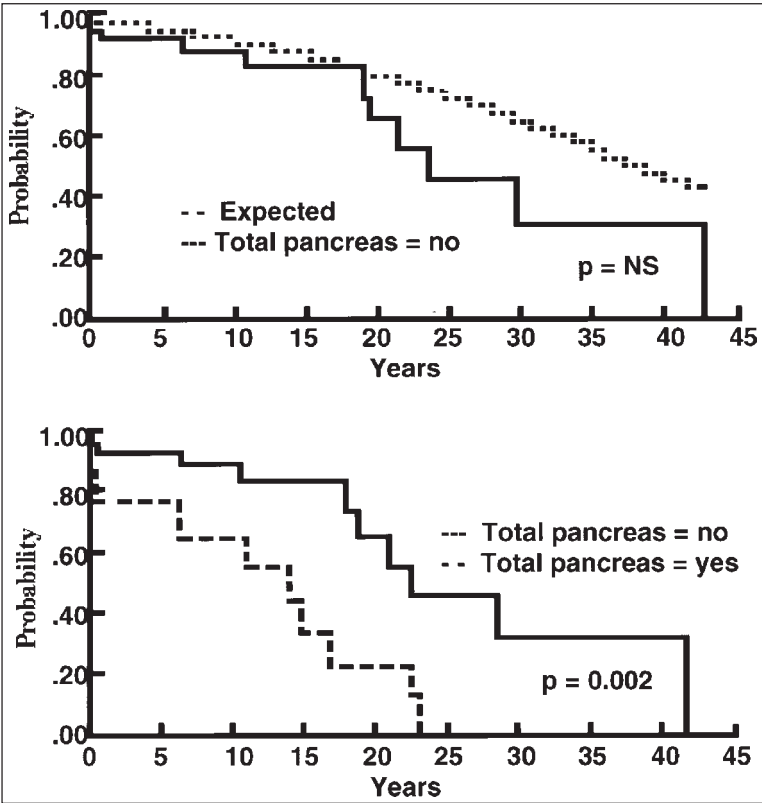 1.00
.80
.60
.40
.20
.00
Probability
-- Expected
--- Total pancreas = no
p = NS
0 5 10 15 20 25 30 35 40 45
Years
1.00
.80
.60
.40
.20
.00
Probability
--- Total pancreas = no
-- Total pancreas = yes
p = 0.002
0 5 10 15 20 25 30 35 40 45
Years